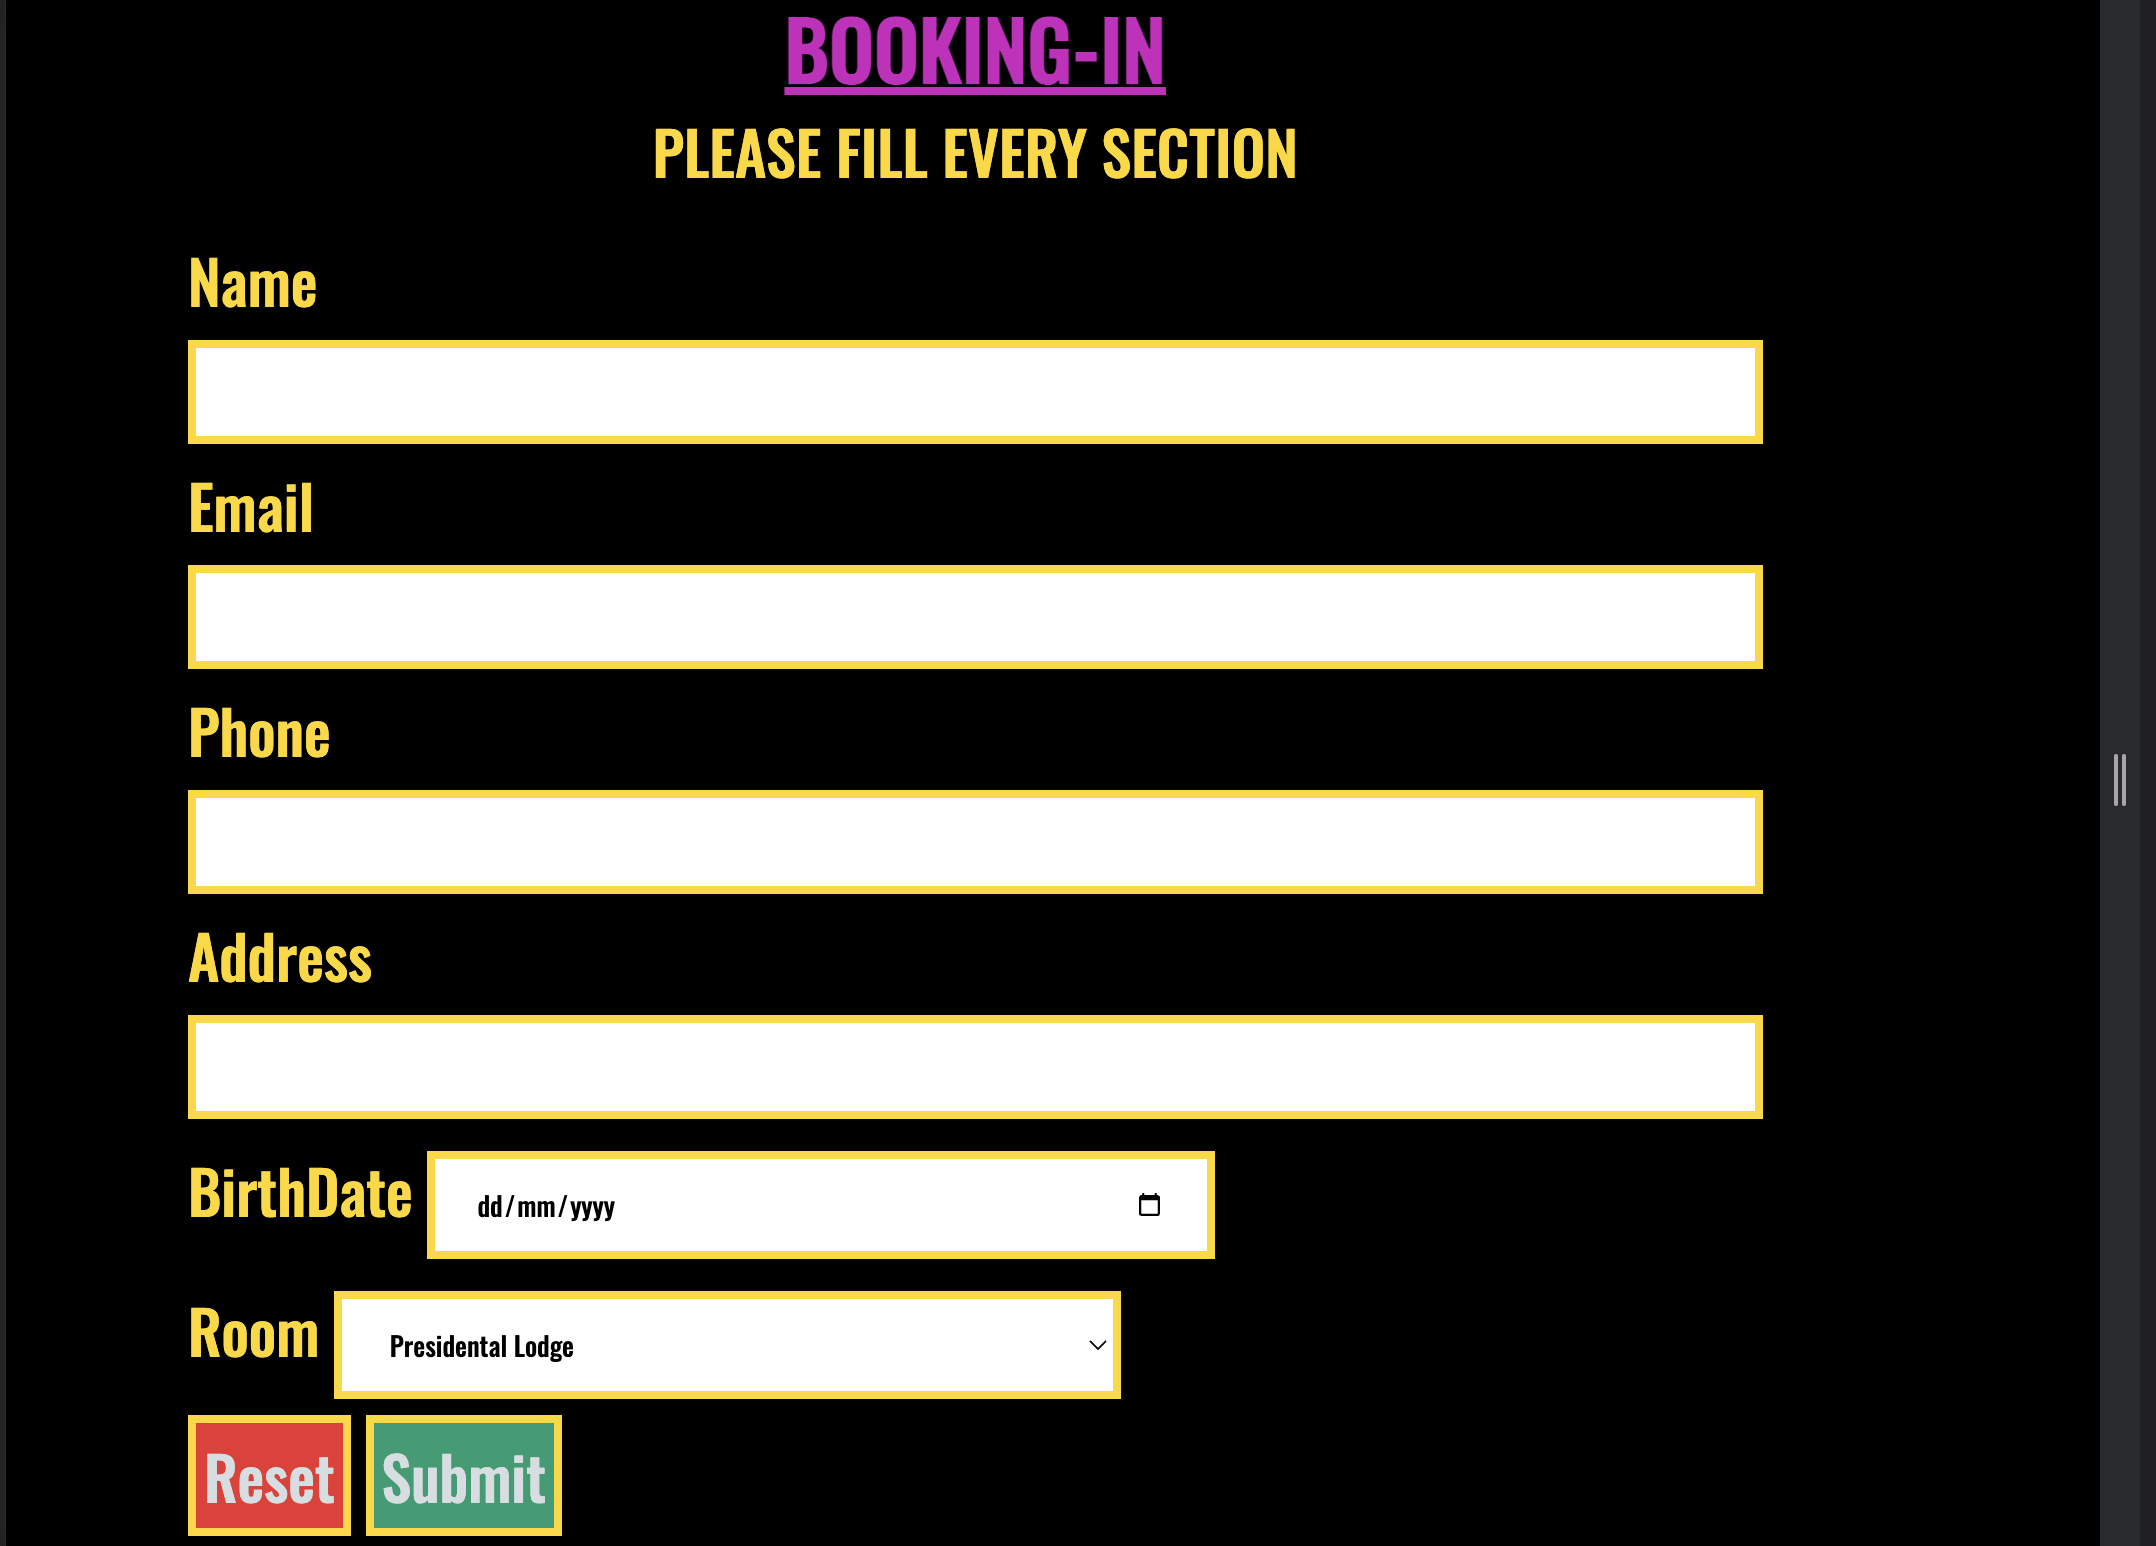 BOOKING-IN
PLEASE FILL EVERY SECTION
Name
Email
Phone
Address
BirthDate dd/mm/yyyy
Room Presidental Lodge
Reset Submit